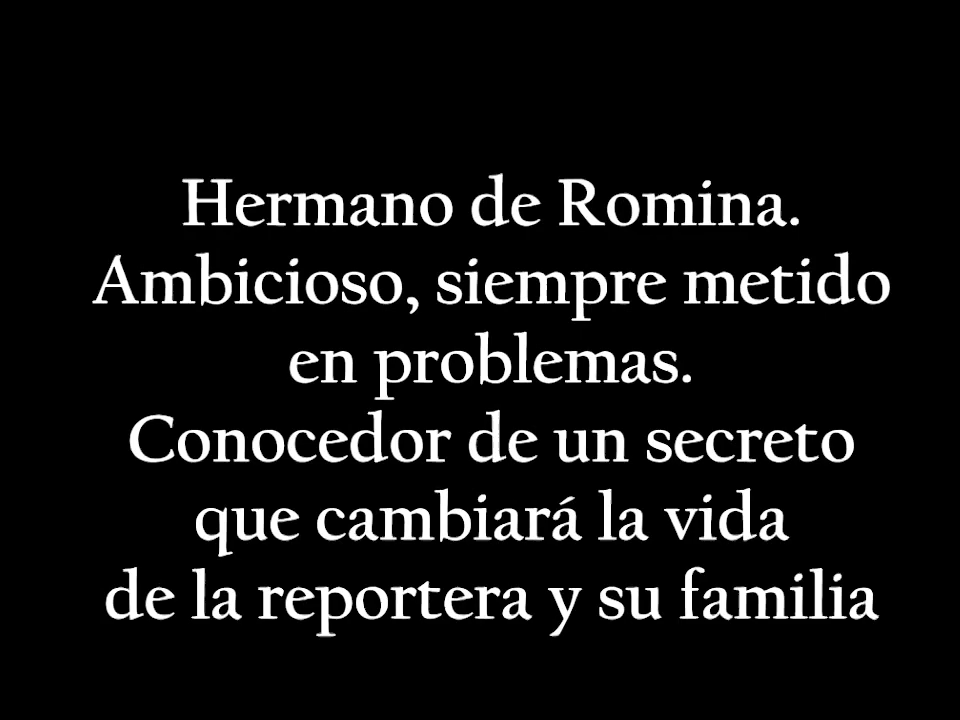 Hermano de Romina.
Ambicioso, siempre metido
en problemas.
Conocedor de un secreto
que cambiará la vida
de la reportera y su familia